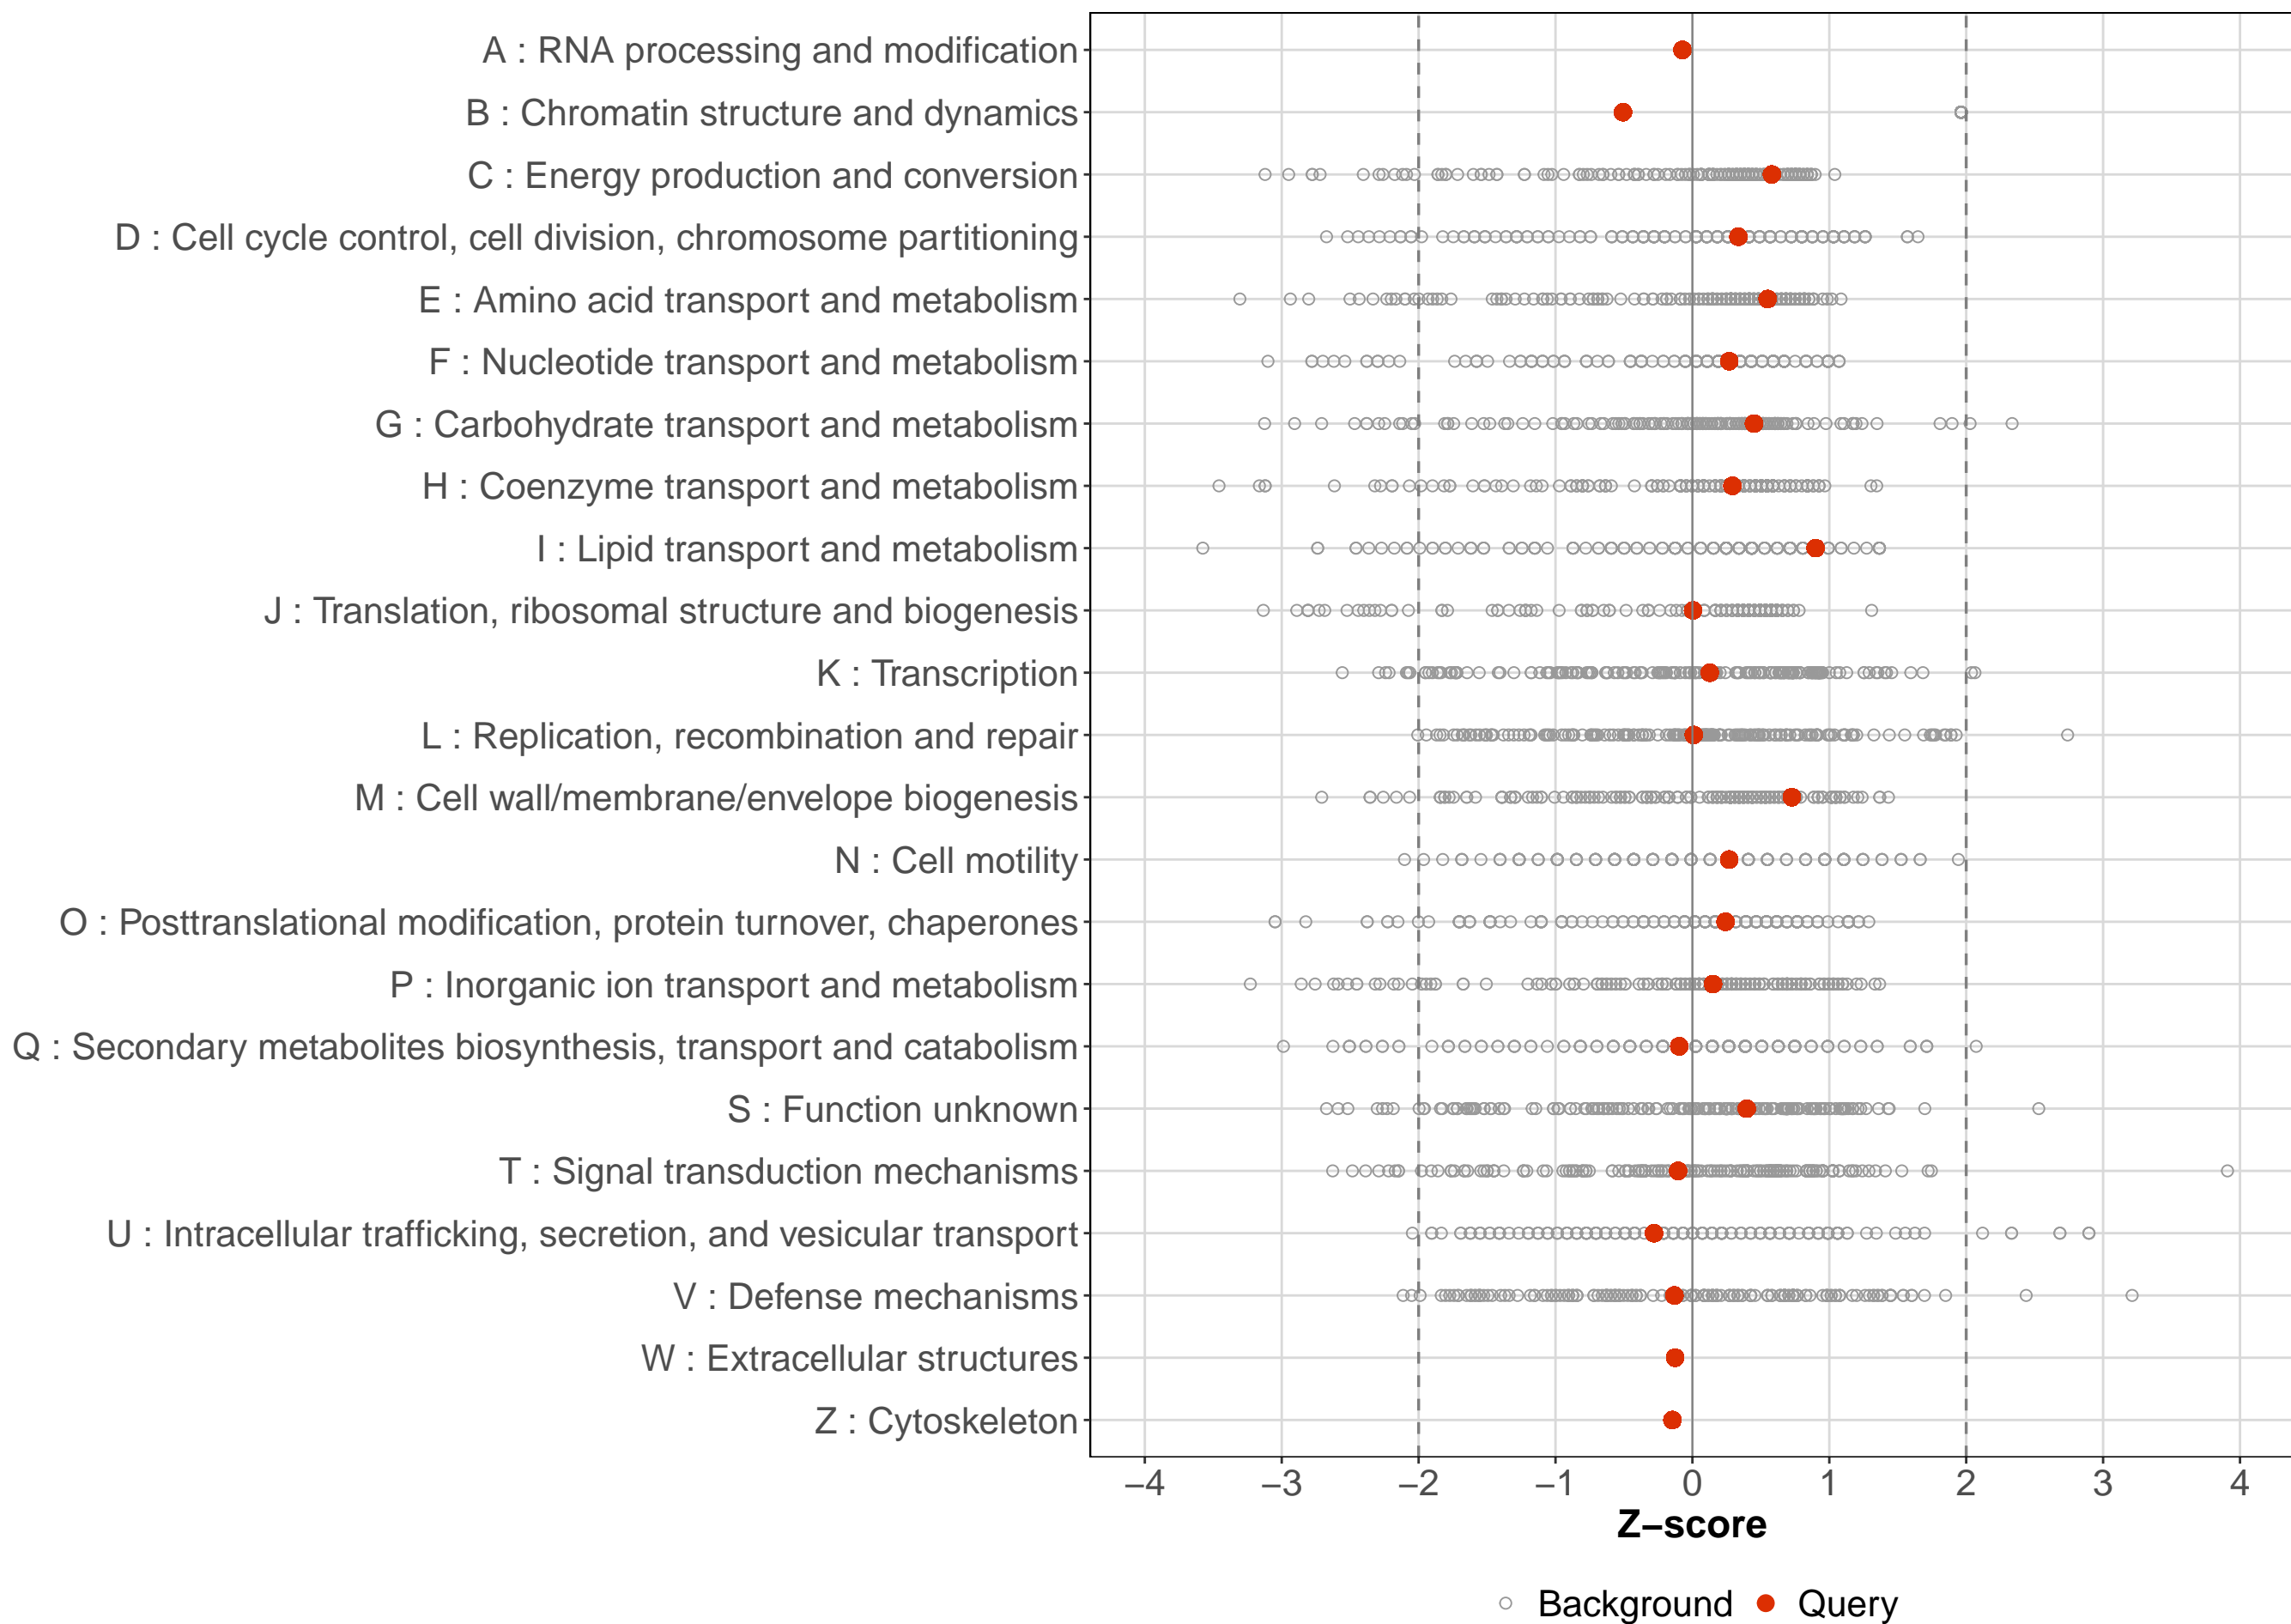 A : RNA processing and modification
B : Chromatin structure and dynamics
C : Energy production and conversion
D : Cell cycle control, cell division, chromosome partitioning
E : Amino acid transport and metabolism
F : Nucleotide transport and metabolism
G : Carbohydrate transport and metabolism
H : Coenzyme transport and metabolism
I : Lipid transport and metabolism
J : Translation, ribosomal structure and biogenesis
K : Transcription
L : Replication, recombination and repair
M : Cell wall/membrane/envelope biogenesis
N : Cell motility
O : Posttranslational modification, protein turnover, chaperones
P : Inorganic ion transport and metabolism
Q : Secondary metabolites biosynthesis, transport and catabolism
S : Function unknown
T : Signal transduction mechanisms
U : Intracellular trafficking, secretion, and vesicular transport
V : Defense mechanisms
W : Extracellular structures
Z : Cytoskeleton
−4 −3 −2 −1 0 1 2 3 4
Z−score
Background Query